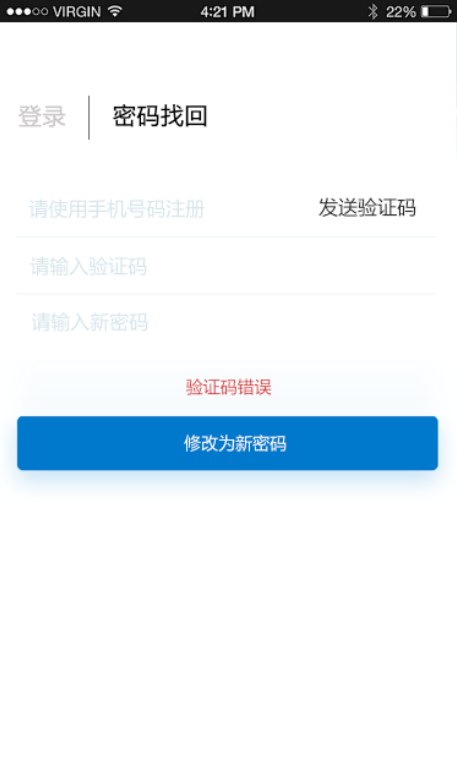 VIRGIN 4:21 PM 22%
登录 密码找回
请使用手机号码注册 发送验证码
请输入验证码
请输入新密码
验证码错误
修改为新密码